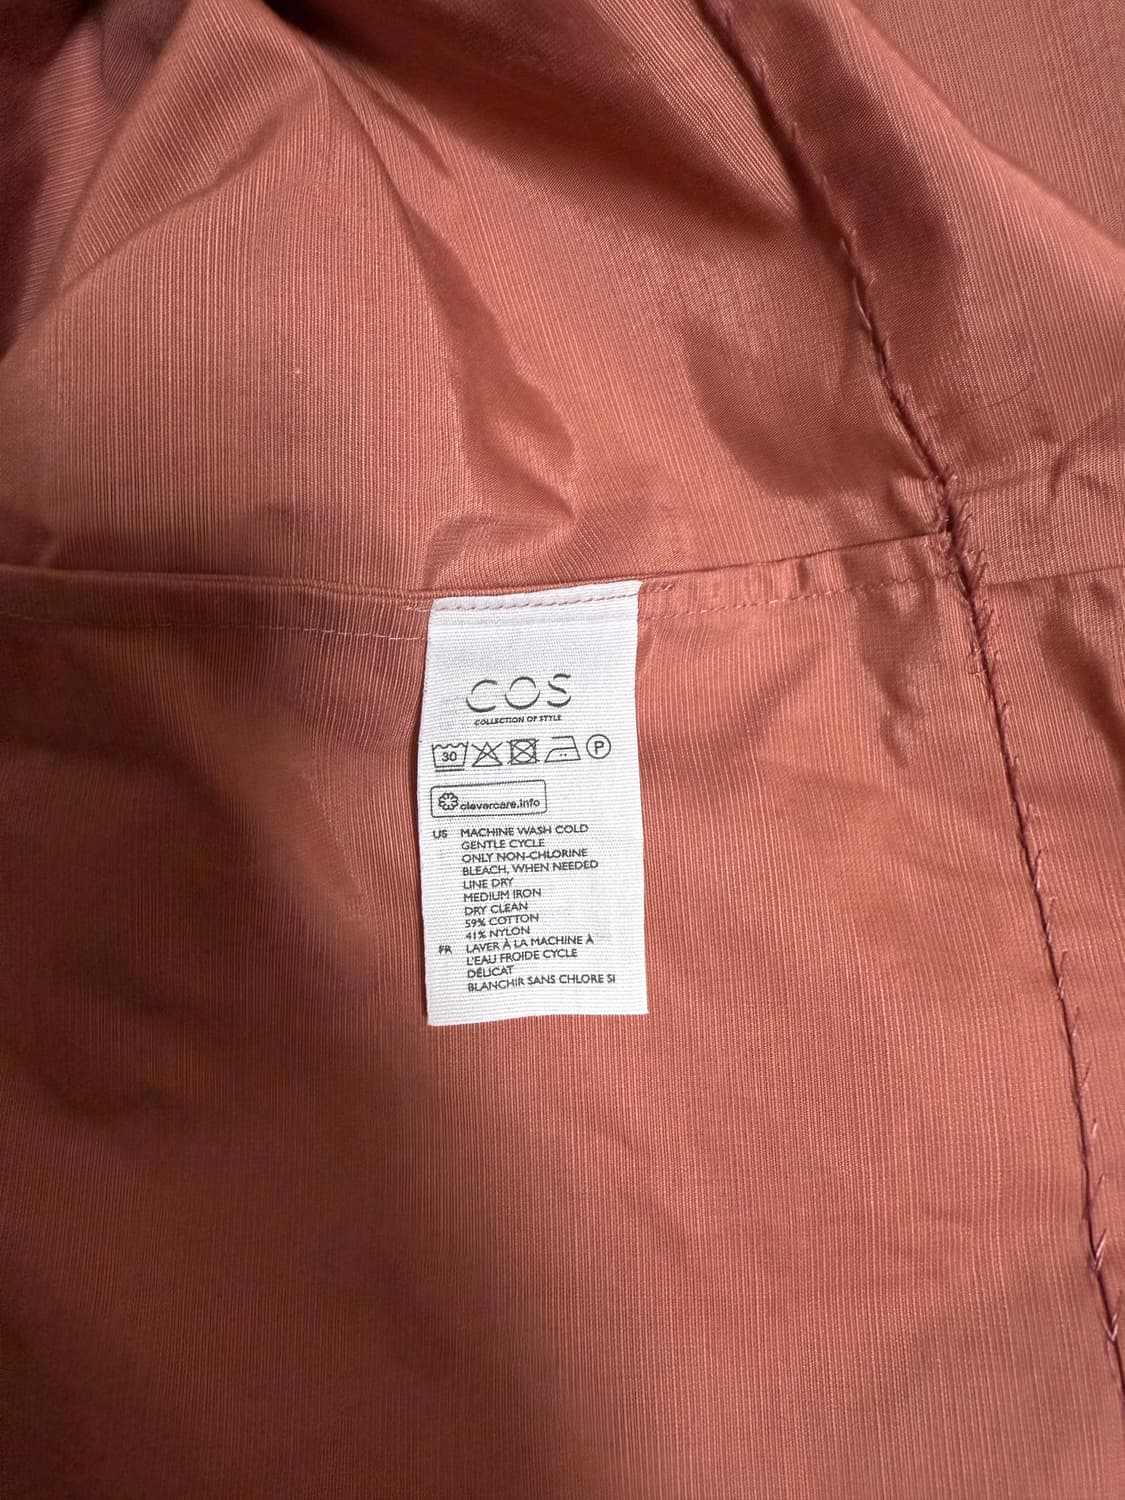 COS
COLLECTION OF STYLE
30 P
clevercare.info
US MACHINE WASH COLD
GENTLE CYCLE
ONLY NON-CHLORINE
BLEACH, WHEN NEEDED
LINE DRY
MEDIUM IRON
DRY CLEAN
59% COTTON
41% NYLON
FR LAVER À LA MACHINE À
L'EAU FROIDE CYCLE
DÉLICAT
BLANCHIR SANS CHLORE SI